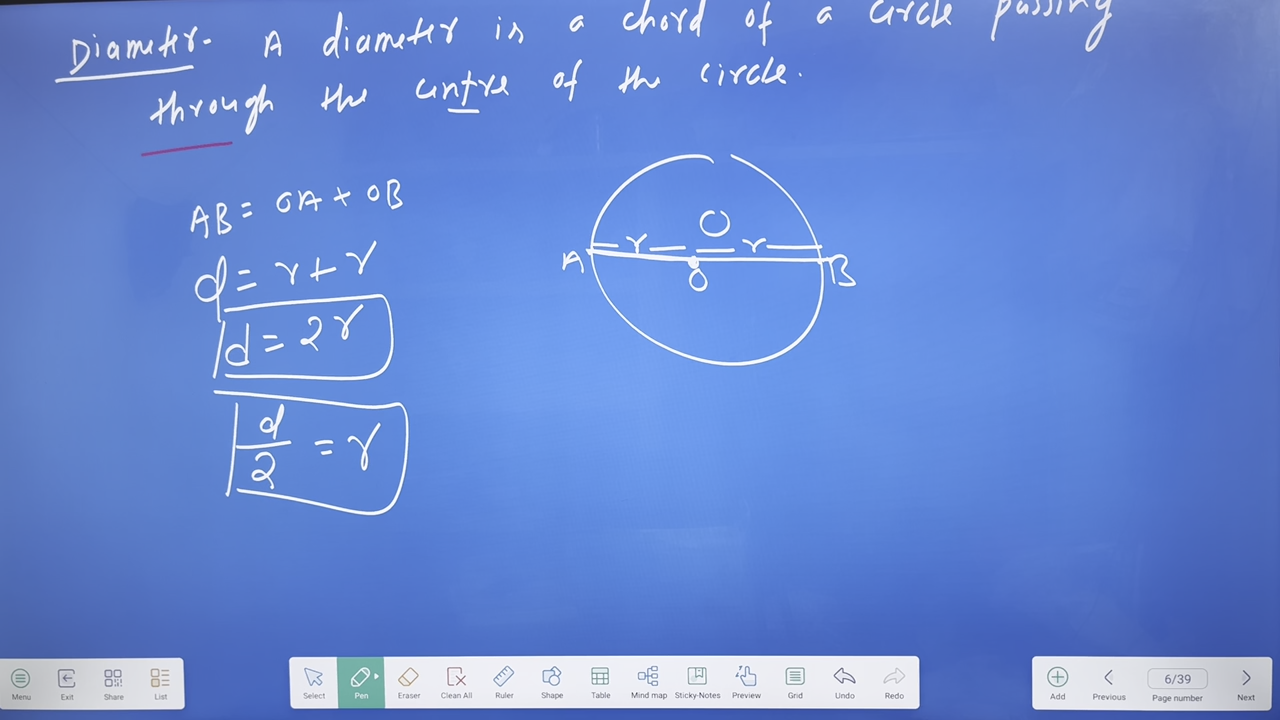 Diameter- A diameter is a chord of a circle passing
through the centre of the circle.
AB = OA + OB
d = r + r
d = 2r
d/2 = r
O
A r r B
O
Menu Exit Share List
Select Pen Eraser Clean All Ruler Shape Table Mind map Sticky-Notes Preview Grid Undo Redo
6/39
Add Previous Page number Next